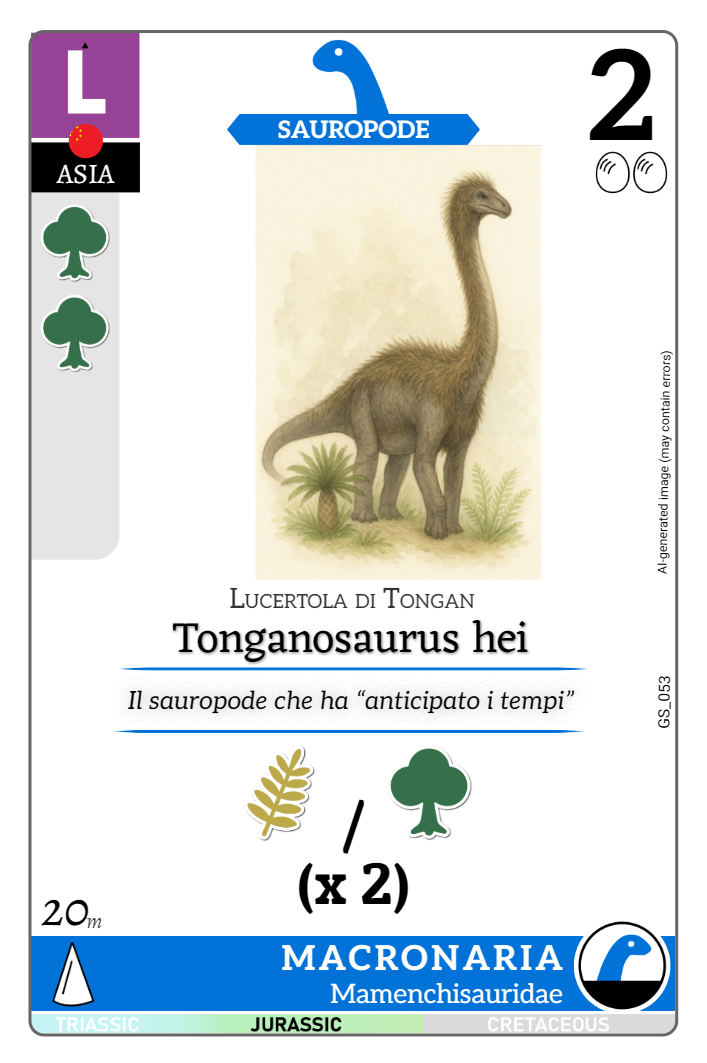 L
ASIA
SAUROPODE
2
AI-generated image (may contain errors)
Lucertola di Tongan
Tonganosaurus hei
Il sauropode che ha “anticipato i tempi”
GS_053
/
(x 2)
20m
MACRONARIA
Mamenchisauridae
TRIASSIC JURASSIC CRETACEOUS